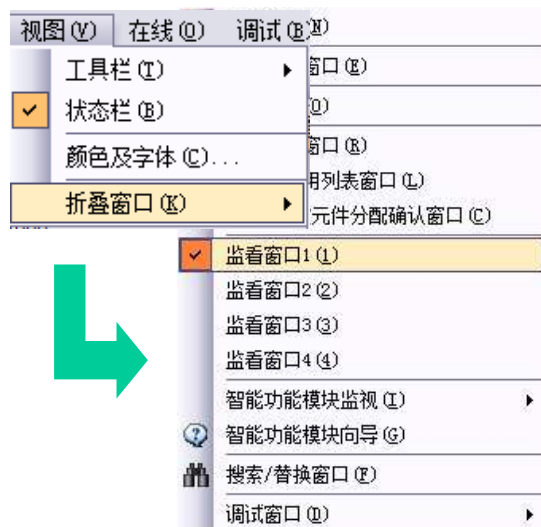 视图(V) 在线(O) 调试(B)
工具栏(T)
状态栏(B)
颜色及字体(C)...
折叠窗口(K)
(N)
窗口(E)
(O)
窗口(R)
用列表窗口(L)
元件分配确认窗口(C)
监看窗口1(1)
监看窗口2(2)
监看窗口3(3)
监看窗口4(4)
智能功能模块监视(I)
智能功能模块向导(G)
搜索/替换窗口(F)
调试窗口(D)